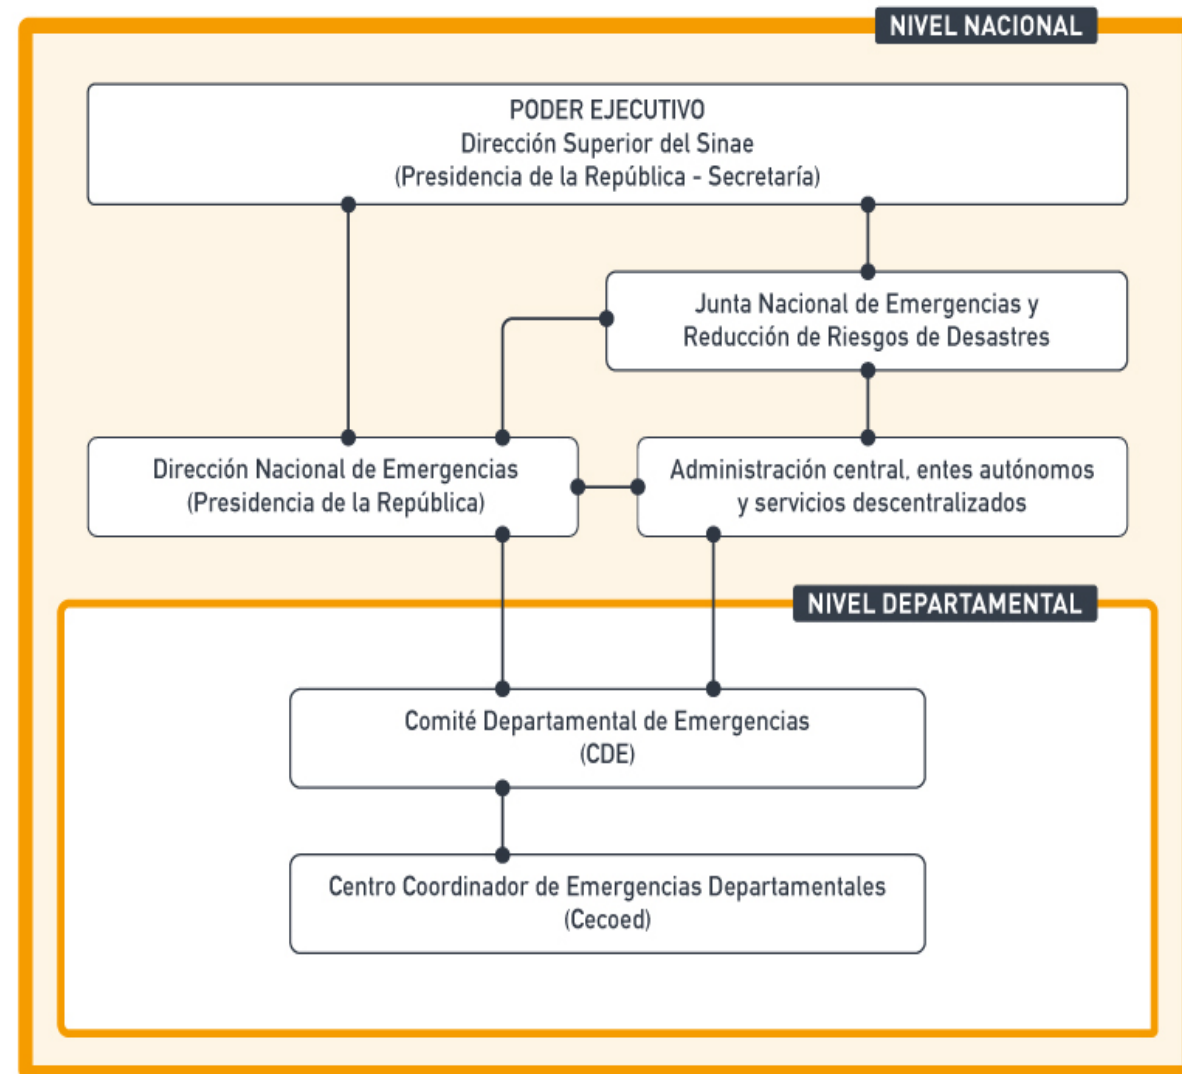 NIVEL NACIONAL
PODER EJECUTIVO
Dirección Superior del Sinae
(Presidencia de la República - Secretaría)
Junta Nacional de Emergencias y
Reducción de Riesgos de Desastres
Dirección Nacional de Emergencias
(Presidencia de la República)
Administración central, entes autónomos
y servicios descentralizados
NIVEL DEPARTAMENTAL
Comité Departamental de Emergencias
(CDE)
Centro Coordinador de Emergencias Departamentales
(Cecoed)